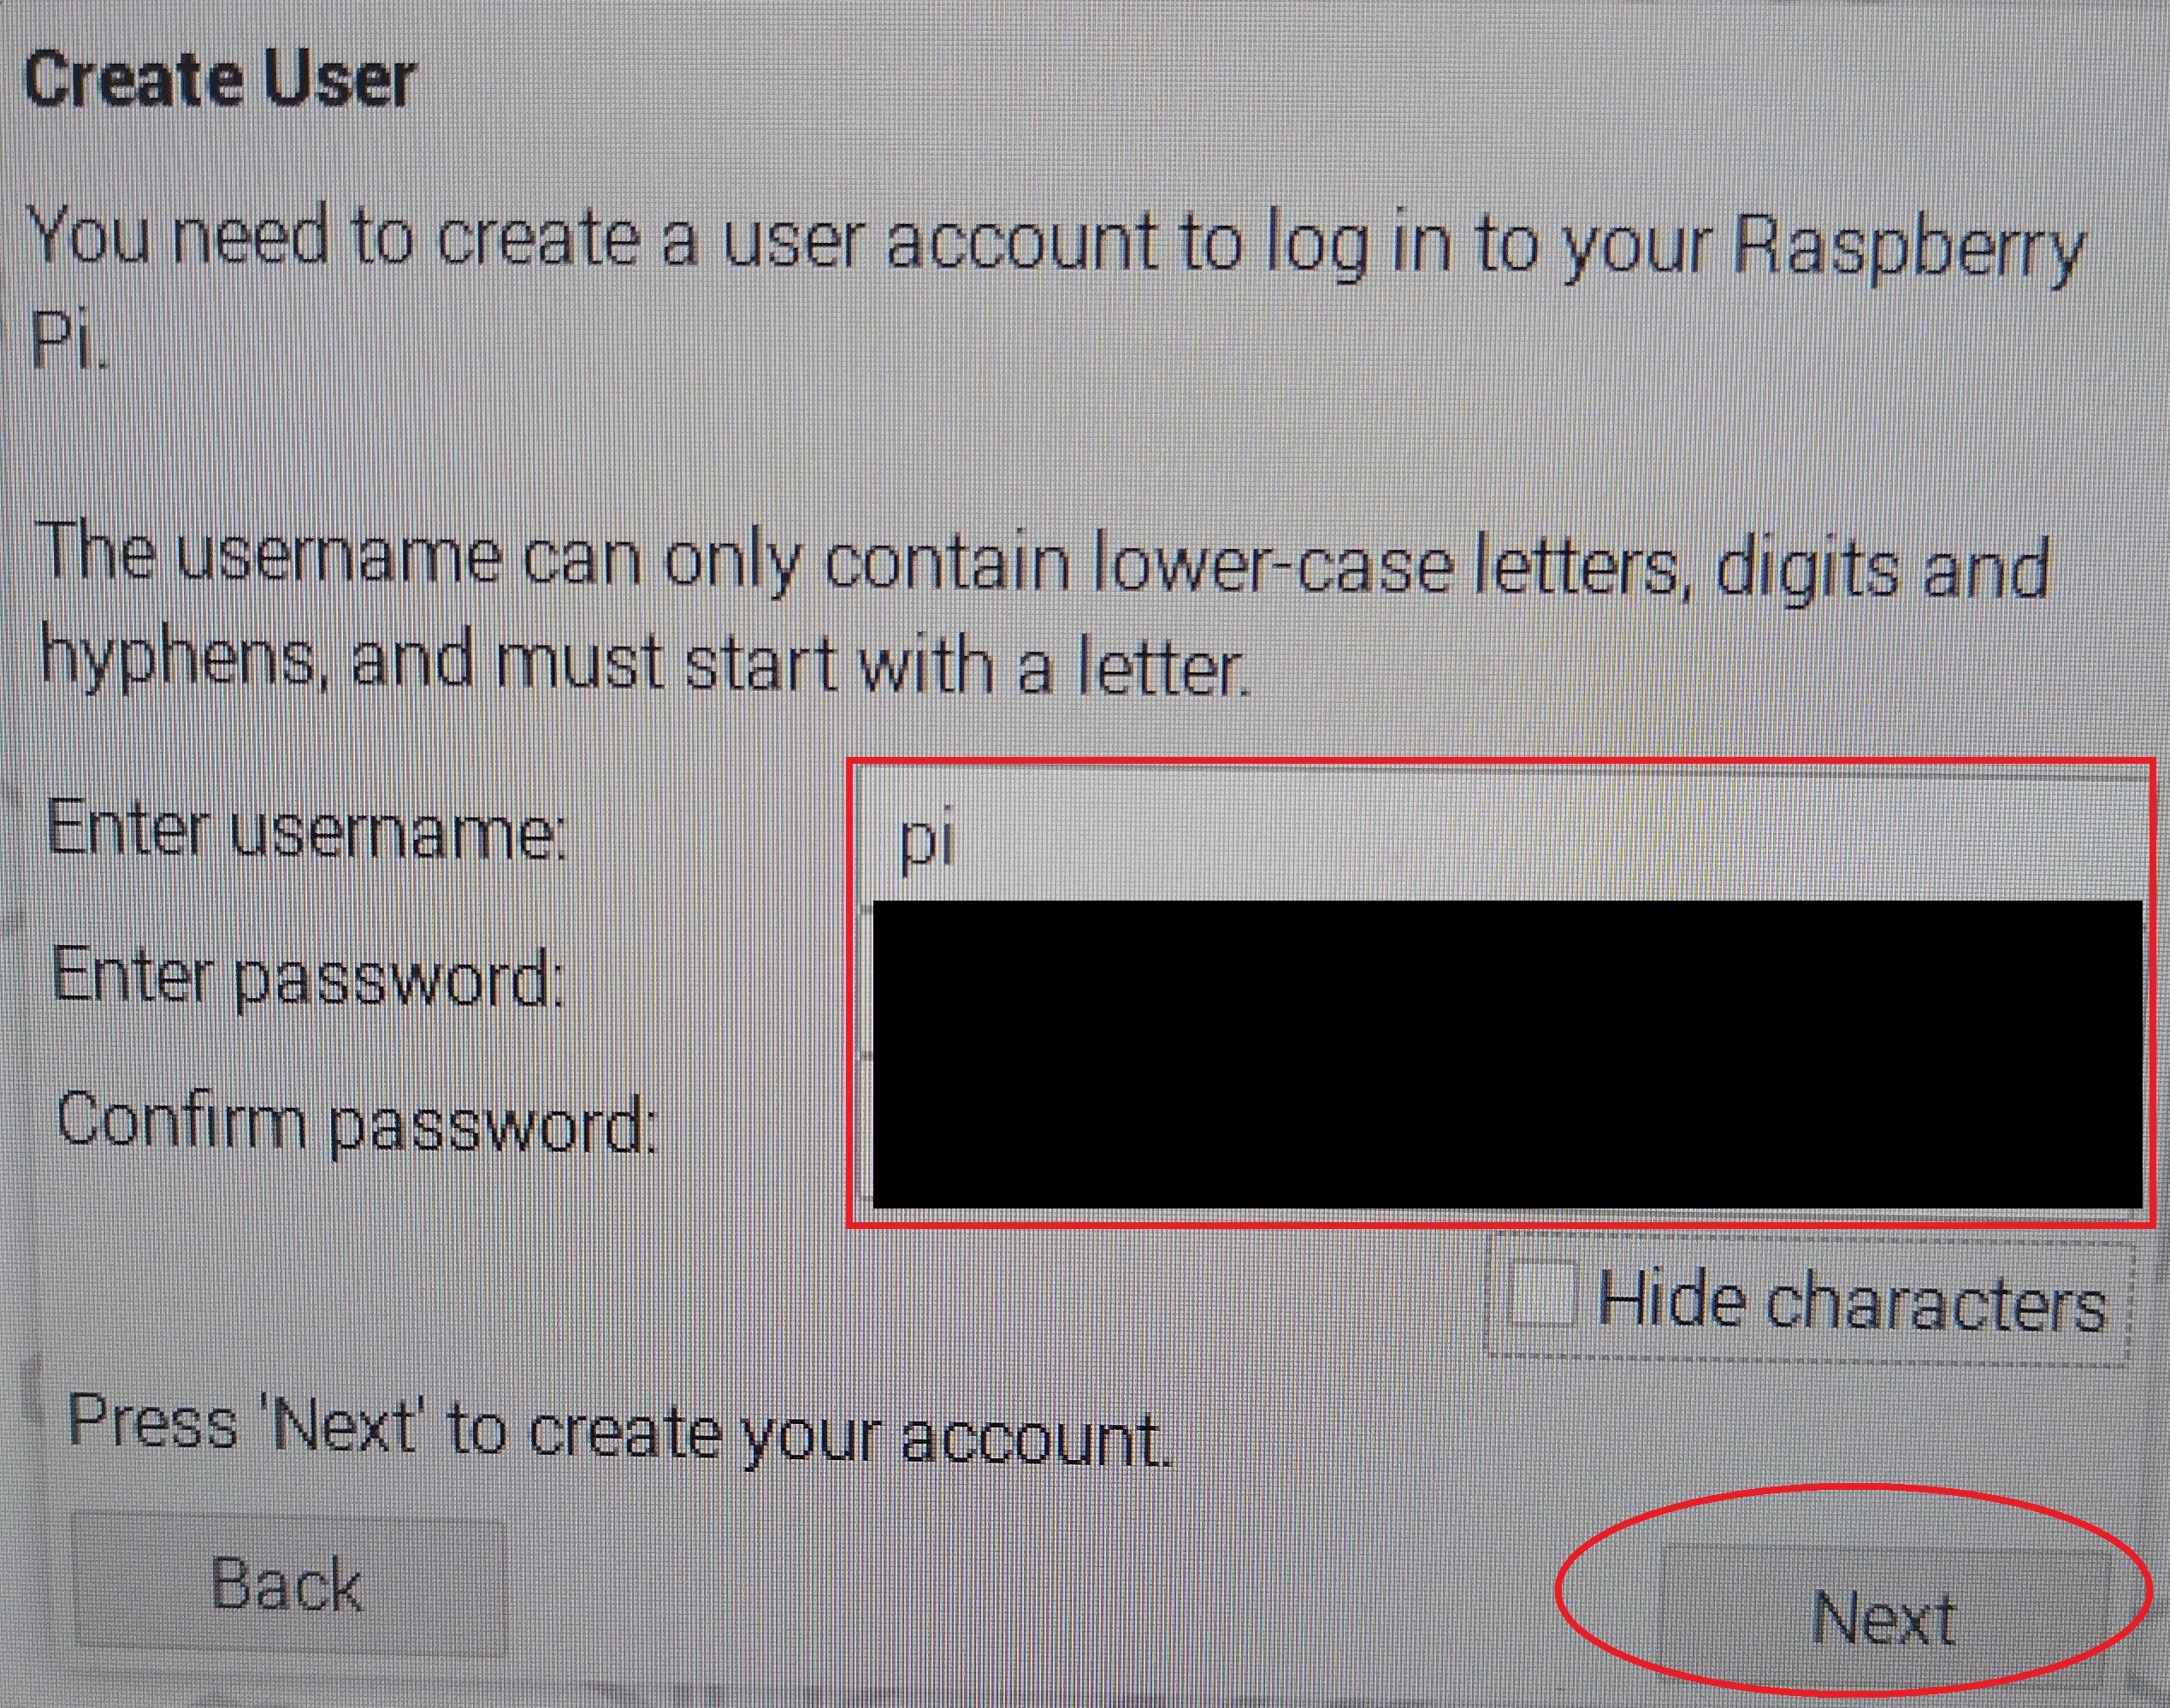 Create User
You need to create a user account to log in to your Raspberry
Pi.
The username can only contain lower-case letters, digits and
hyphens, and must start with a letter.
Enter username: pi
Enter password:
Confirm password:
Hide characters
Press 'Next' to create your account.
Back Next